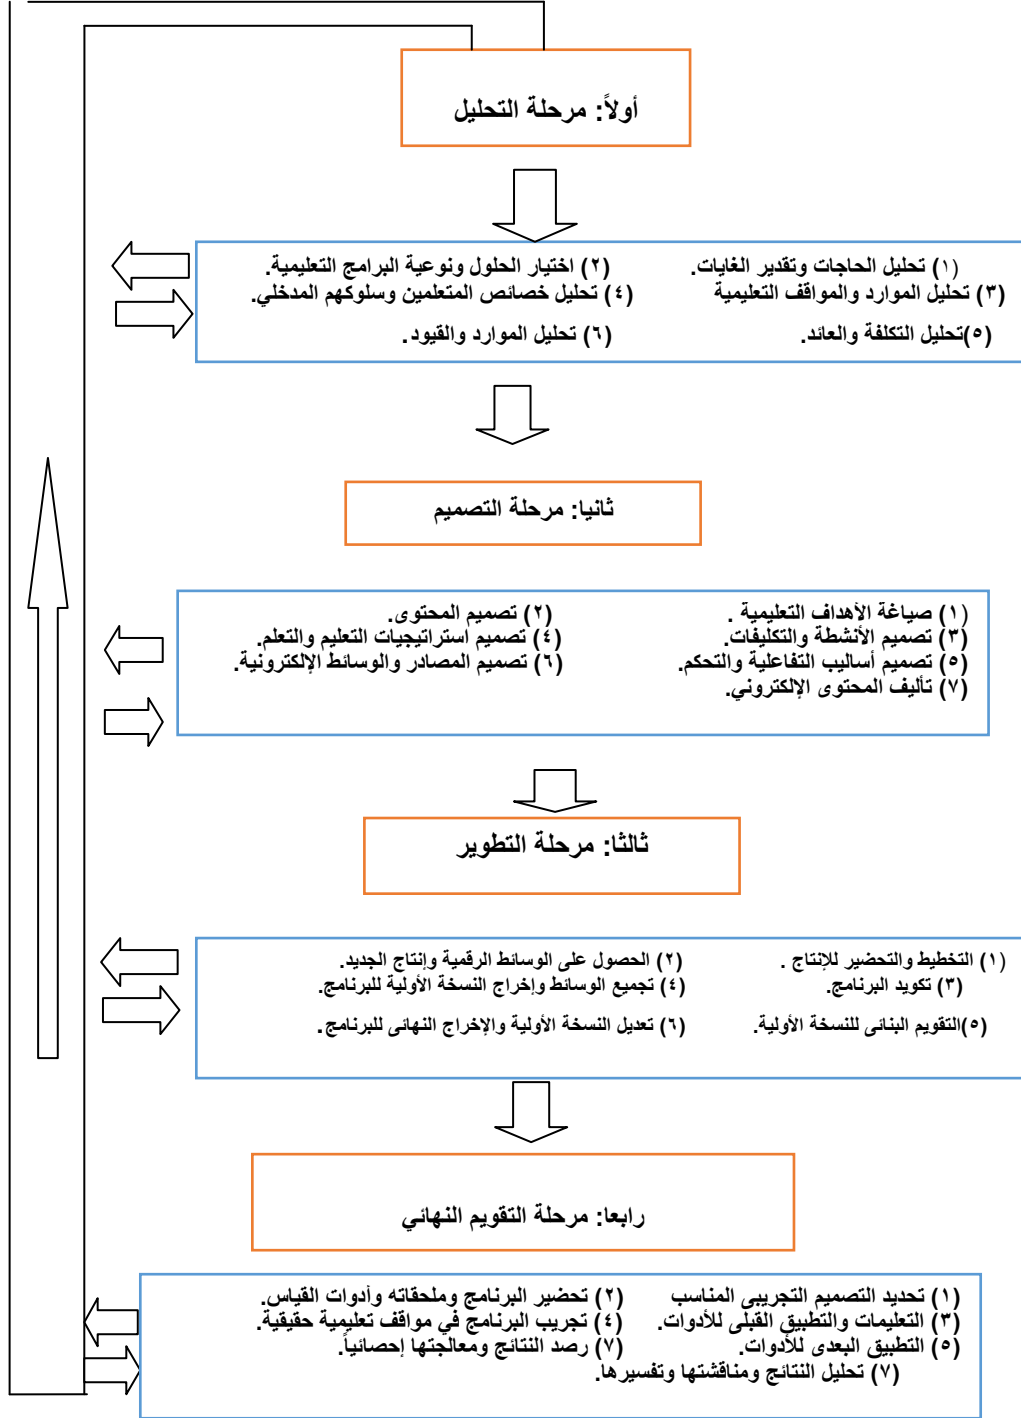 أولاً: مرحلة التحليل
(١) تحليل الحاجات وتقدير الغايات. (٢) اختيار الحلول ونوعية البرامج التعليمية.
(٣) تحليل الموارد والمواقف التعليمية (٤) تحليل خصائص المتعلمين وسلوكهم المدخلي.
(٥)تحليل التكلفة والعائد. (٦) تحليل الموارد والقيود.
ثانيا: مرحلة التصميم
(١) صياغة الأهداف التعليمية . (٢) تصميم المحتوى.
(٣) تصميم الأنشطة والتكليفات. (٤) تصميم استراتيجيات التعليم والتعلم.
(٥) تصميم أساليب التفاعلية والتحكم. (٦) تصميم المصادر والوسائط الإلكترونية.
(٧) تأليف المحتوى الإلكتروني.
ثالثا: مرحلة التطوير
(١) التخطيط والتحضير للإنتاج . (٢) الحصول على الوسائط الرقمية وإنتاج الجديد.
(٣) تكويد البرنامج. (٤) تجميع الوسائط وإخراج النسخة الأولية للبرنامج.
(٥)التقويم البنائى للنسخة الأولية. (٦) تعديل النسخة الأولية والإخراج النهائى للبرنامج.
رابعا: مرحلة التقويم النهائي
(١) تحديد التصميم التجريبى المناسب (٢) تحضير البرنامج وملحقاته وأدوات القياس.
(٣) التعليمات والتطبيق القبلى للأدوات. (٤) تجريب البرنامج في مواقف تعليمية حقيقية.
(٥) التطبيق البعدى للأدوات. (٧) رصد النتائج ومعالجتها إحصائياً.
(٧) تحليل النتائج ومناقشتها وتفسيرها.